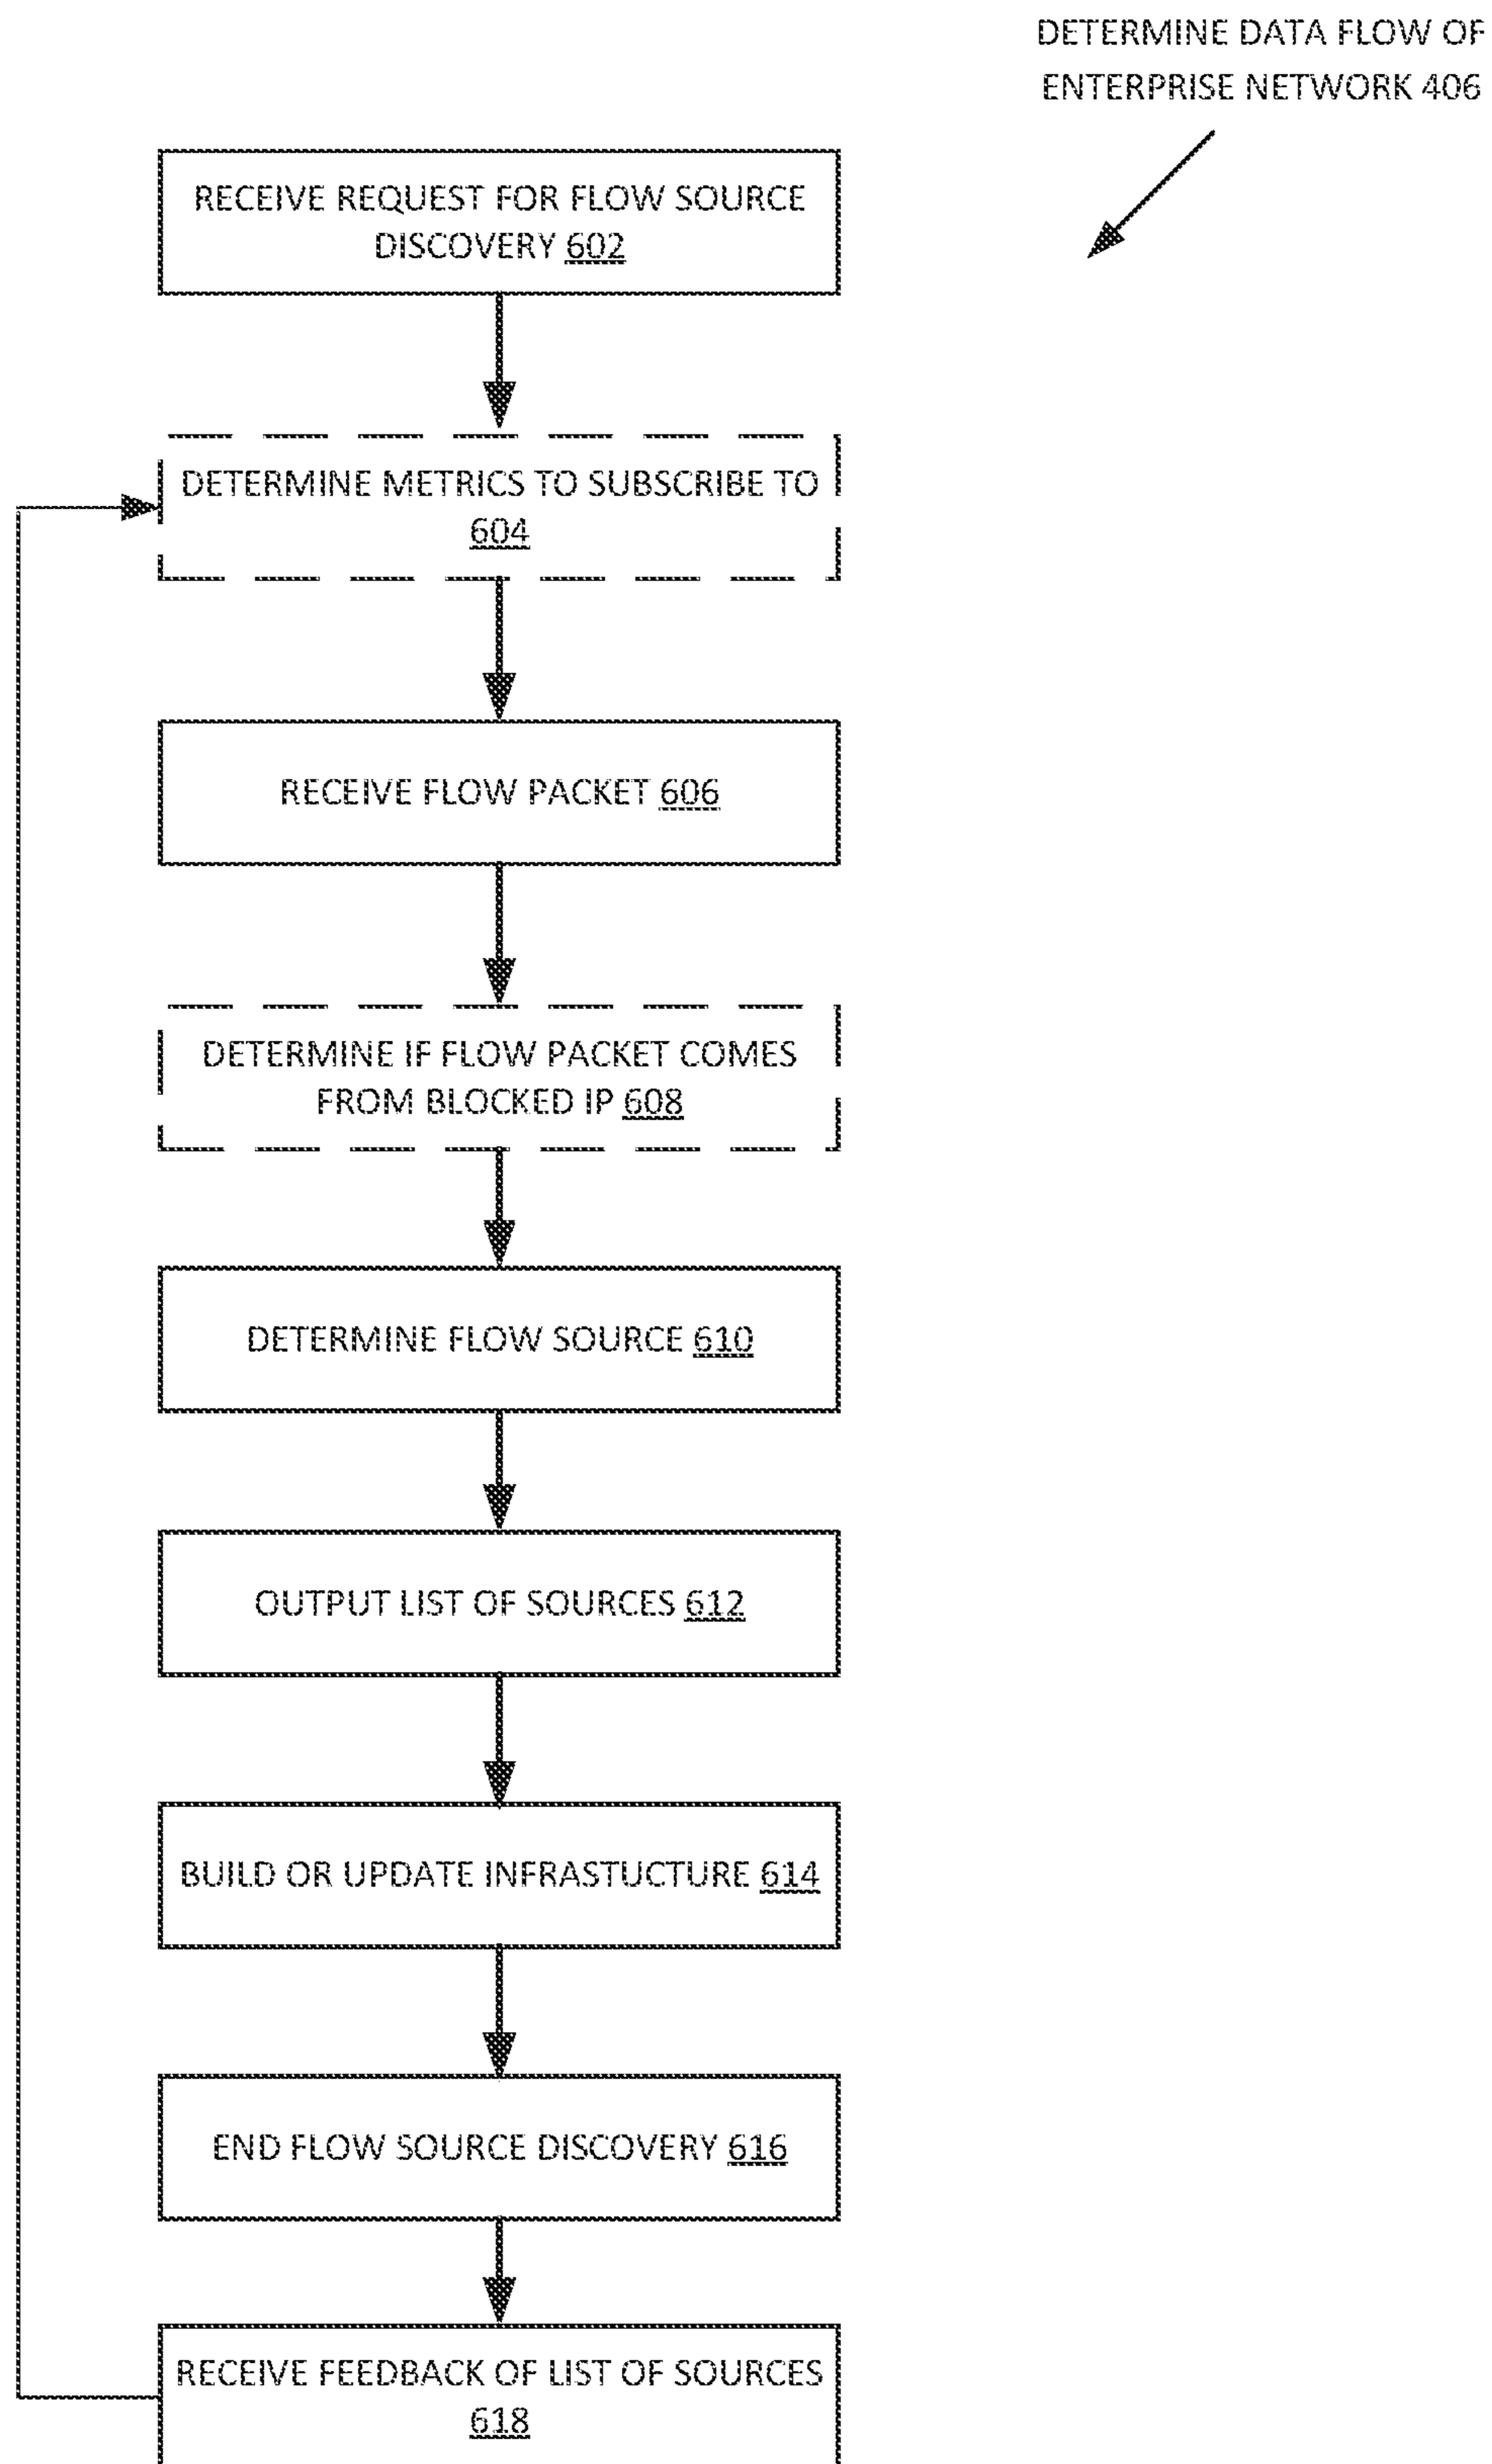 DETERMINE DATA FLOW OF
ENTERPRISE NETWORK 406
RECEIVE REQUEST FOR FLOW SOURCE
DISCOVERY 602
DETERMINE METRICS TO SUBSCRIBE TO
604
RECEIVE FLOW PACKET 606
DETERMINE IF FLOW PACKET COMES
FROM BLOCKED IP 608
DETERMINE FLOW SOURCE 610
OUTPUT LIST OF SOURCES 612
BUILD OR UPDATE INFRASTUCTURE 614
END FLOW SOURCE DISCOVERY 616
RECEIVE FEEDBACK OF LIST OF SOURCES
618